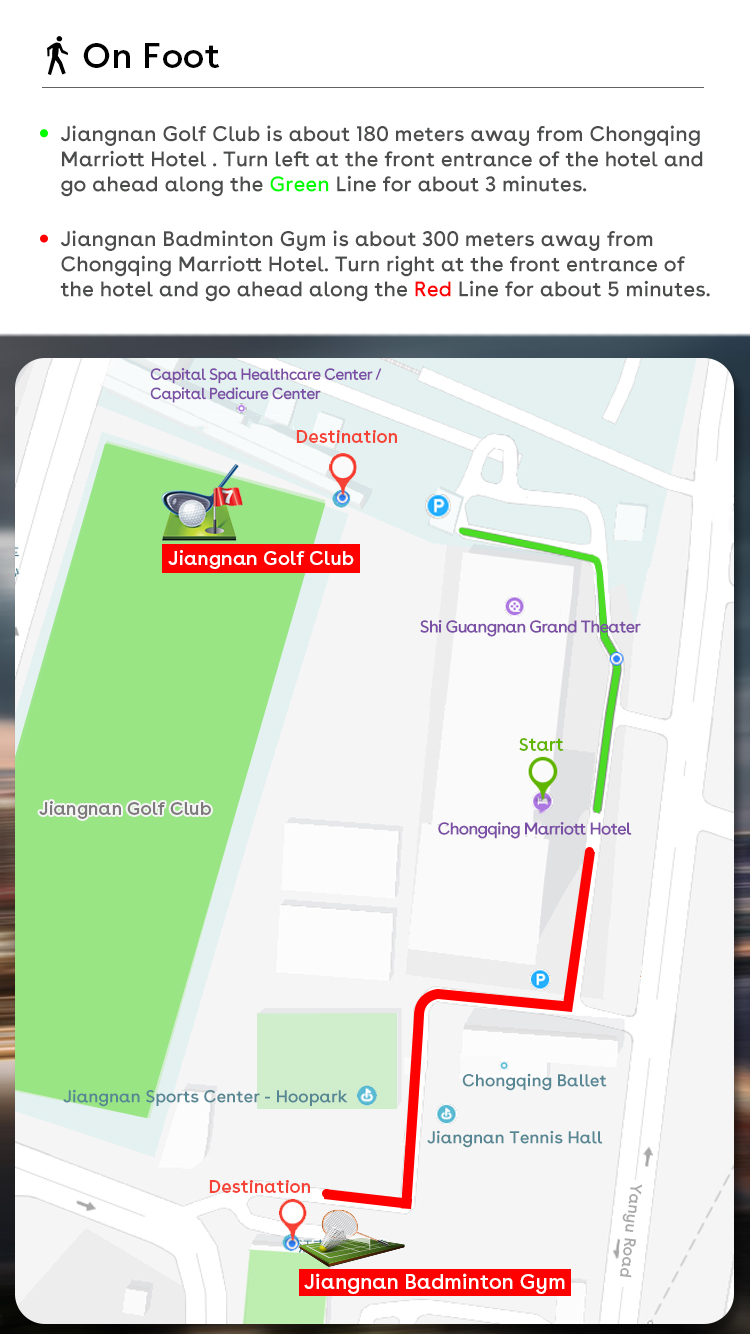 On Foot
Jiangnan Golf Club is about 180 meters away from Chongqing
Marriott Hotel . Turn left at the front entrance of the hotel and
go ahead along the Green Line for about 3 minutes.
Jiangnan Badminton Gym is about 300 meters away from
Chongqing Marriott Hotel. Turn right at the front entrance of
the hotel and go ahead along the Red Line for about 5 minutes.
Capital Spa Healthcare Center /
Capital Pedicure Center
Destination
7
P
Jiangnan Golf Club
Shi Guangnan Grand Theater
Start
Jiangnan Golf Club
Chongqing Marriott Hotel
P
Chongqing Ballet
Jiangnan Sports Center - Hoopark
Jiangnan Tennis Hall
Destination
Yanyu Road
Jiangnan Badminton Gym